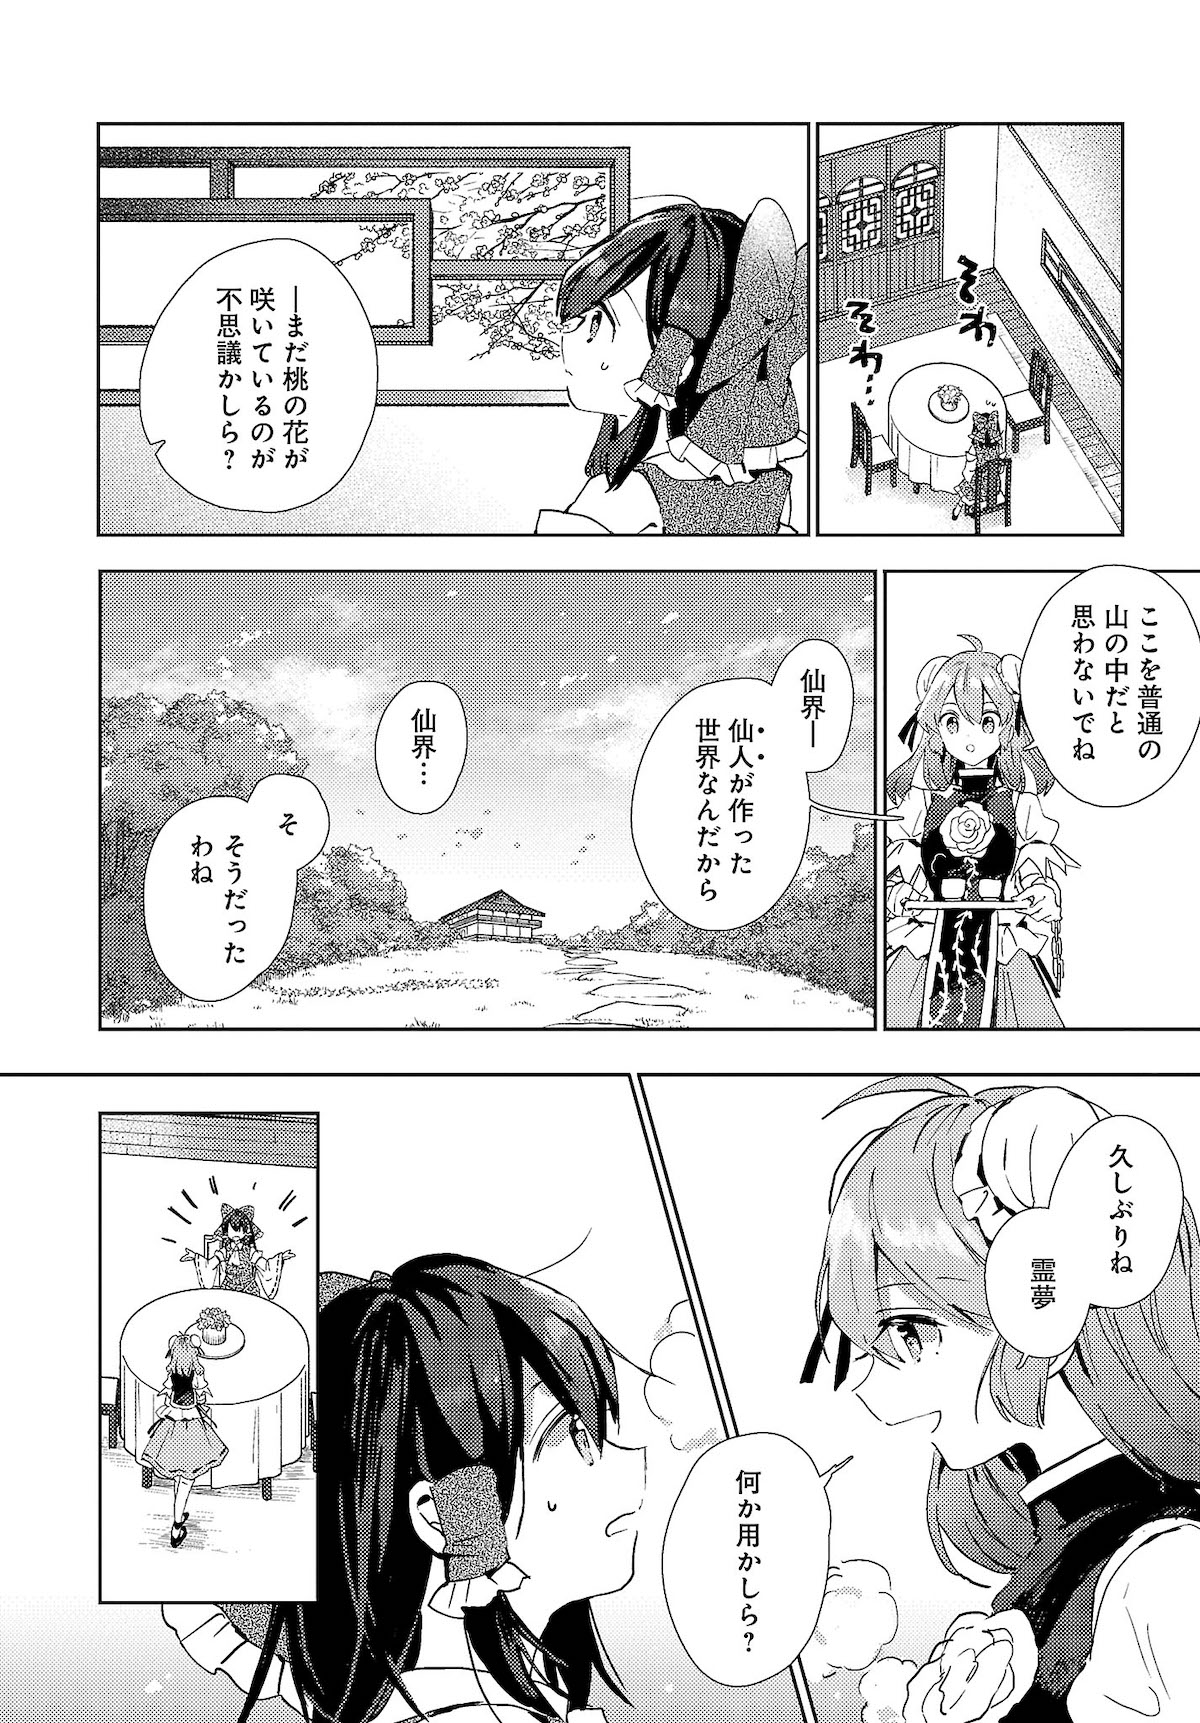 そわ
そわ…
―まだ桃の花が
咲いているのが
不思議かしら?
ここを普通の
山の中だと
思わないでね
仙界―
仙人が作った
世界なんだから
仙界…
そ
そうだった
わね
久しぶりね
霊夢
何か用かしら?